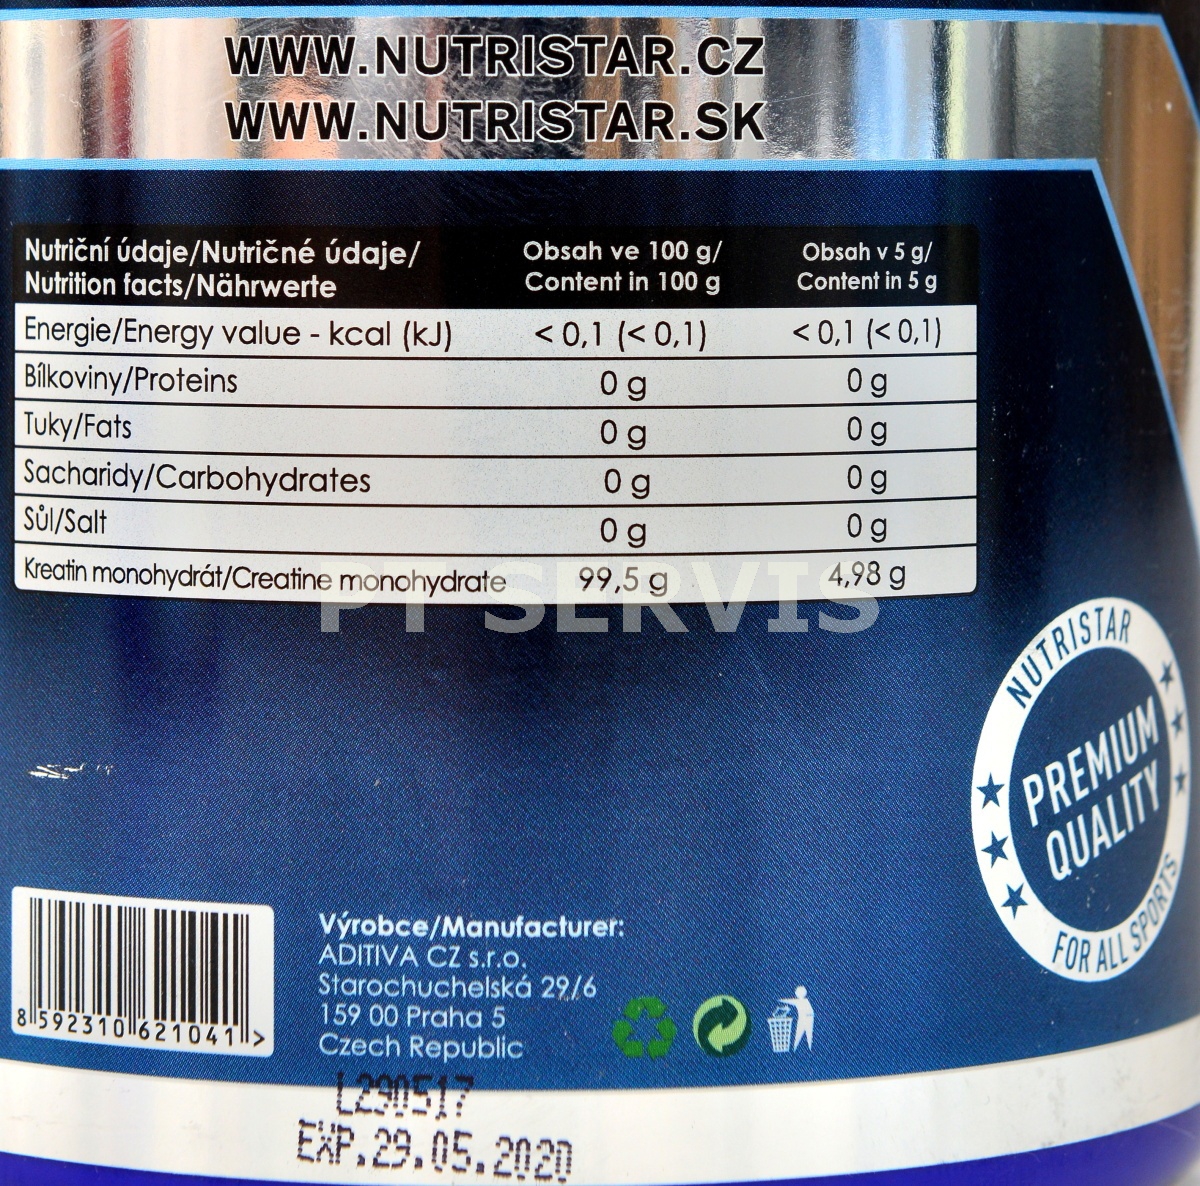 WWW.NUTRISTAR.CZ
WWW.NUTRISTAR.SK
Nutriční údaje/Nutričné údaje/
Nutrition facts/Nährwerte
Obsah ve 100 g/
Content in 100 g
Obsah v 5 g/
Content in 5 g
Energie/Energy value - kcal (kJ) < 0,1 (< 0,1) < 0,1 (< 0,1)
Bílkoviny/Proteins 0 g 0 g
Tuky/Fats 0 g 0 g
Sacharidy/Carbohydrates 0 g 0 g
Sůl/Salt 0 g 0 g
Kreatin monohydrát/Creatine monohydrate 99,5 g 4,98 g
PT SERVIS
NUTRISTAR
PREMIUM
QUALITY
FOR ALL SPORTS
8 592310 621041 >
Výrobce/Manufacturer:
ADITIVA CZ s.r.o.
Starochuchelská 29/6
159 00 Praha 5
Czech Republic
L290517
EXP.29.05.2020